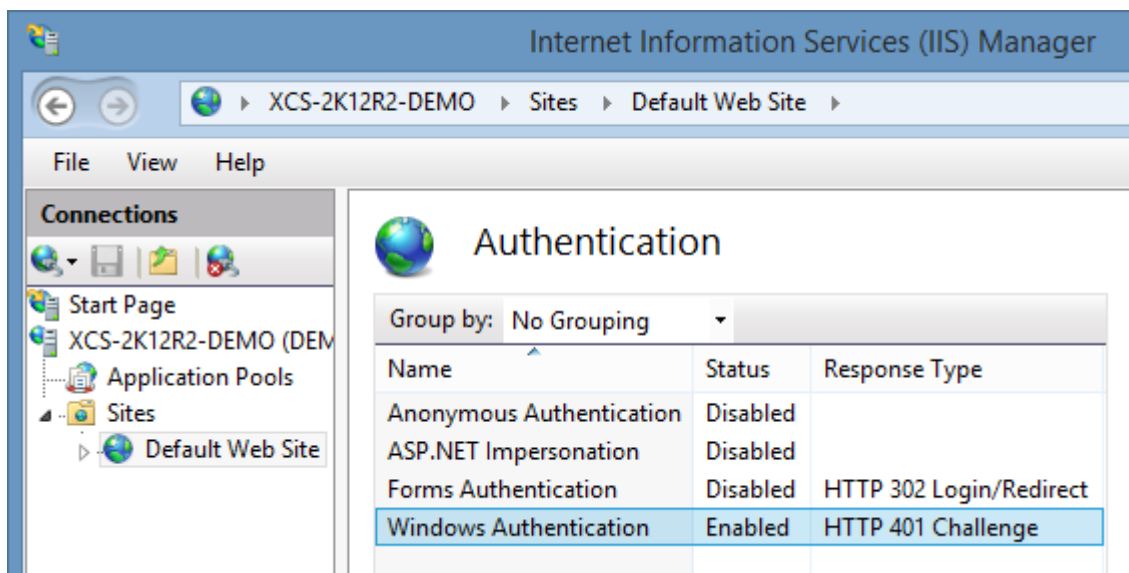 Internet Information Services (IIS) Manager
XCS-2K12R2-DEMO Sites Default Web Site
File View Help
Connections
Start Page
XCS-2K12R2-DEMO (DEM
Application Pools
Sites
Default Web Site
Authentication
Group by: No Grouping
Name Status Response Type
Anonymous Authentication Disabled
ASP.NET Impersonation Disabled
Forms Authentication Disabled HTTP 302 Login/Redirect
Windows Authentication Enabled HTTP 401 Challenge